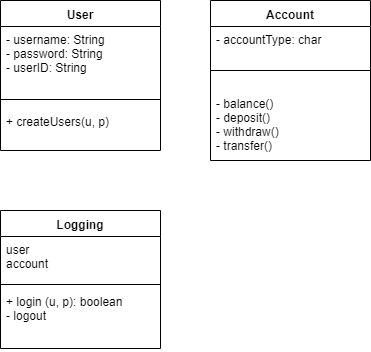 User
- username: String
- password: String
- userID: String
+ createUsers(u, p)
Account
- accountType: char
- balance()
- deposit()
- withdraw()
- transfer()
Logging
user
account
+ login (u, p): boolean
- logout